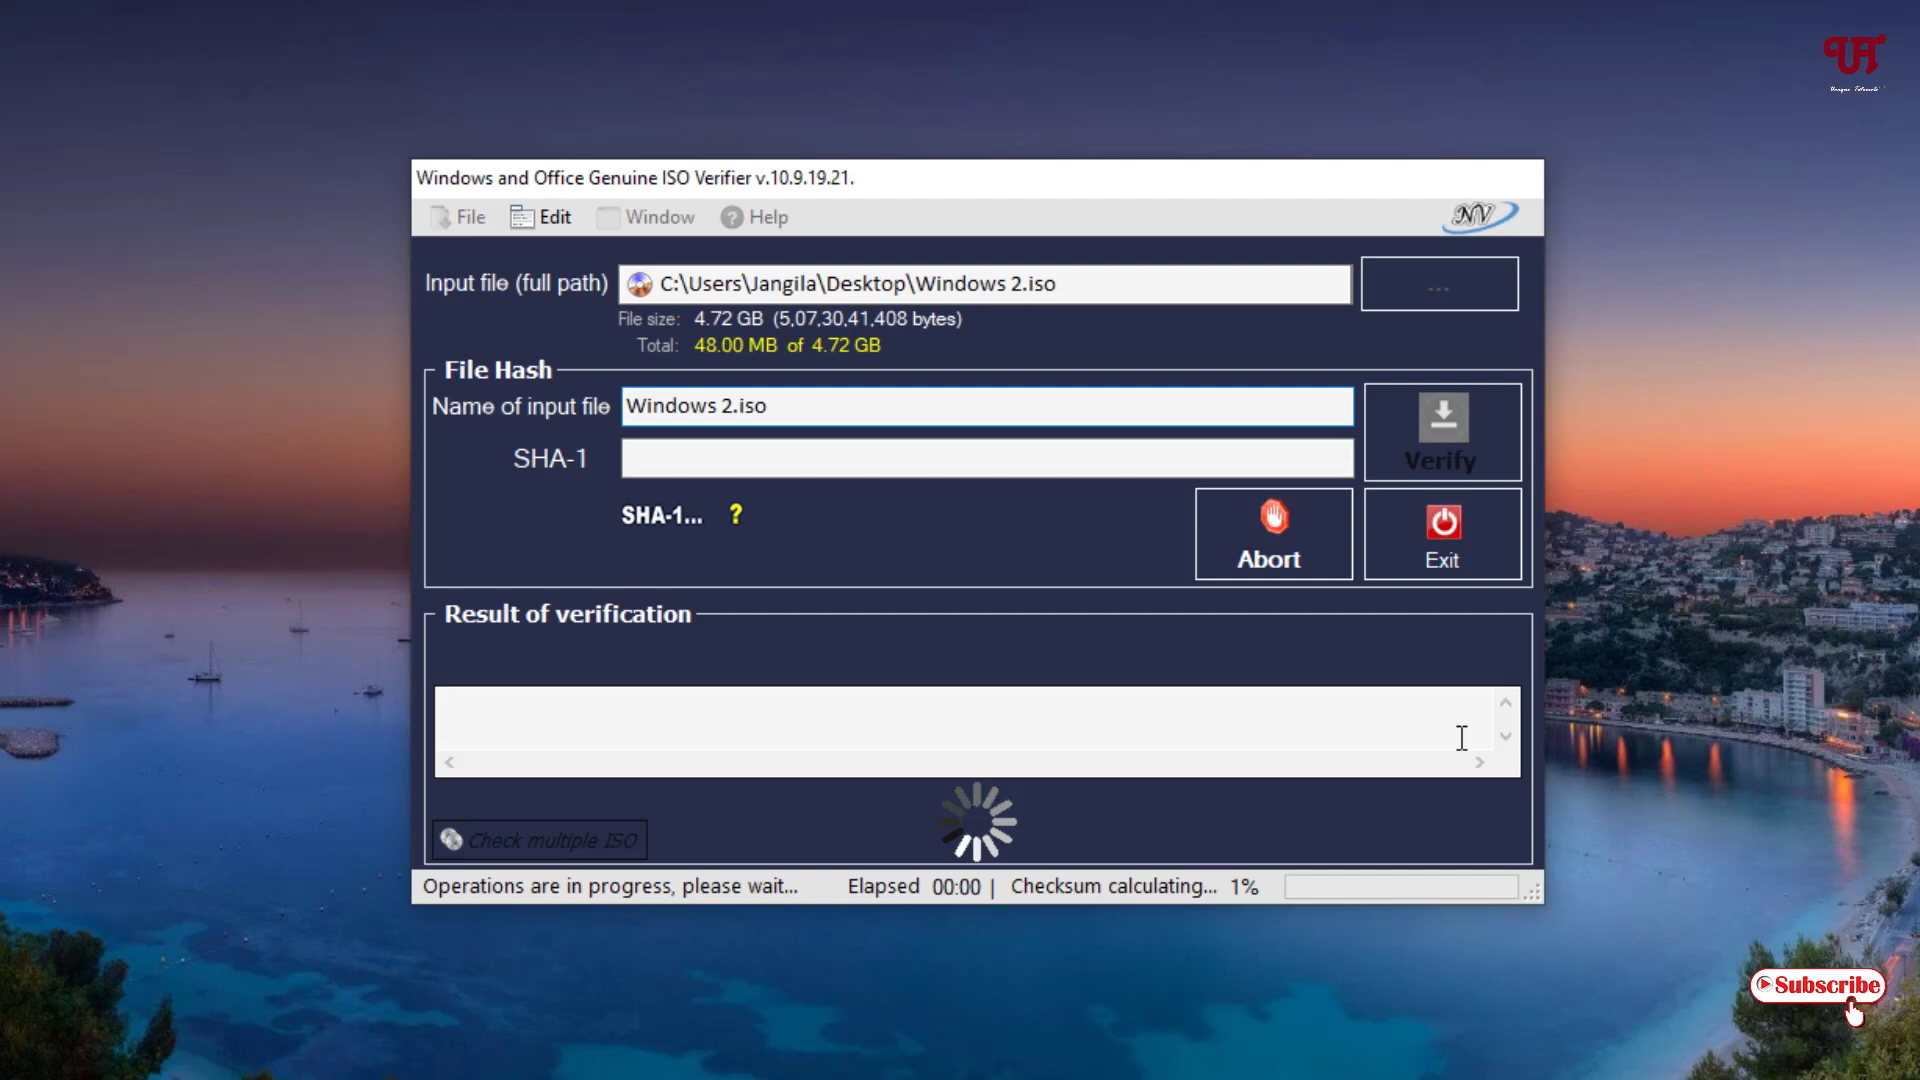 UT
Unique Tutorials
Windows and Office Genuine ISO Verifier v.10.9.19.21.
File Edit Window ? Help
NV
Input file (full path) C:\Users\Jangila\Desktop\Windows 2.iso ...
File size: 4.72 GB (5,07,30,41,408 bytes)
Total: 48.00 MB of 4.72 GB
File Hash
Name of input file Windows 2.iso
Verify
SHA-1
SHA-1... ?
Abort
Exit
Result of verification
Check multiple ISO
Operations are in progress, please wait... Elapsed 00:00 | Checksum calculating... 1%
Subscribe